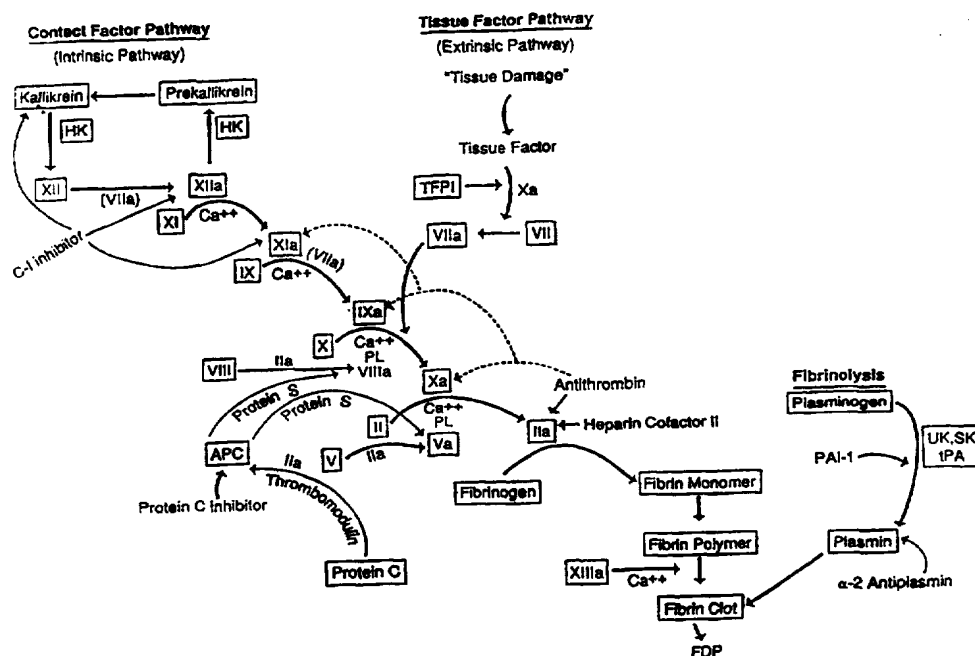 Contact Factor Pathway
(Intrinsic Pathway)
Tissue Factor Pathway
(Extrinsic Pathway)
"Tissue Damage"
Kallikrein
Prekallikrein
HK
HK
Tissue Factor
TFPI
Xa
XII
(VIIa)
XIIa
XI
Ca++
VIIa
VII
C-I inhibitor
XIa
IX
(VIIa)
Ca++
IXa
X
Ca++
PL
VIIIa
VIII
IIa
Xa
Protein S
Protein S
Antithrombin
Fibrinolysis
Plasminogen
II
Ca++
PL
IIa
Heparin Cofactor II
UK,SK
tPA
APC
V
IIa
Va
PAI-1
IIa
Thrombomodulin
Fibrinogen
Fibrin Monomer
Protein C Inhibitor
Fibrin Polymer
Plasmin
Protein C
XIIIa
Ca++
α-2 Antiplasmin
Fibrin Clot
FDP